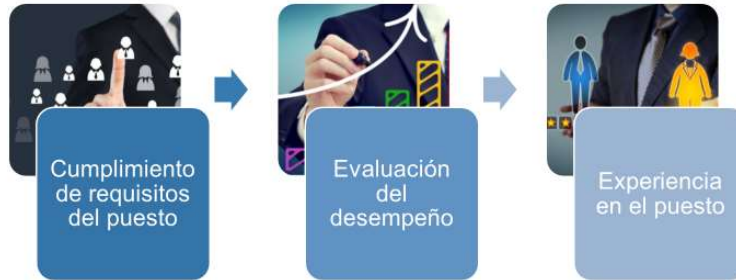 Cumplimiento
de requisitos
del puesto
Evaluación
del
desempeño
Experiencia
en el puesto